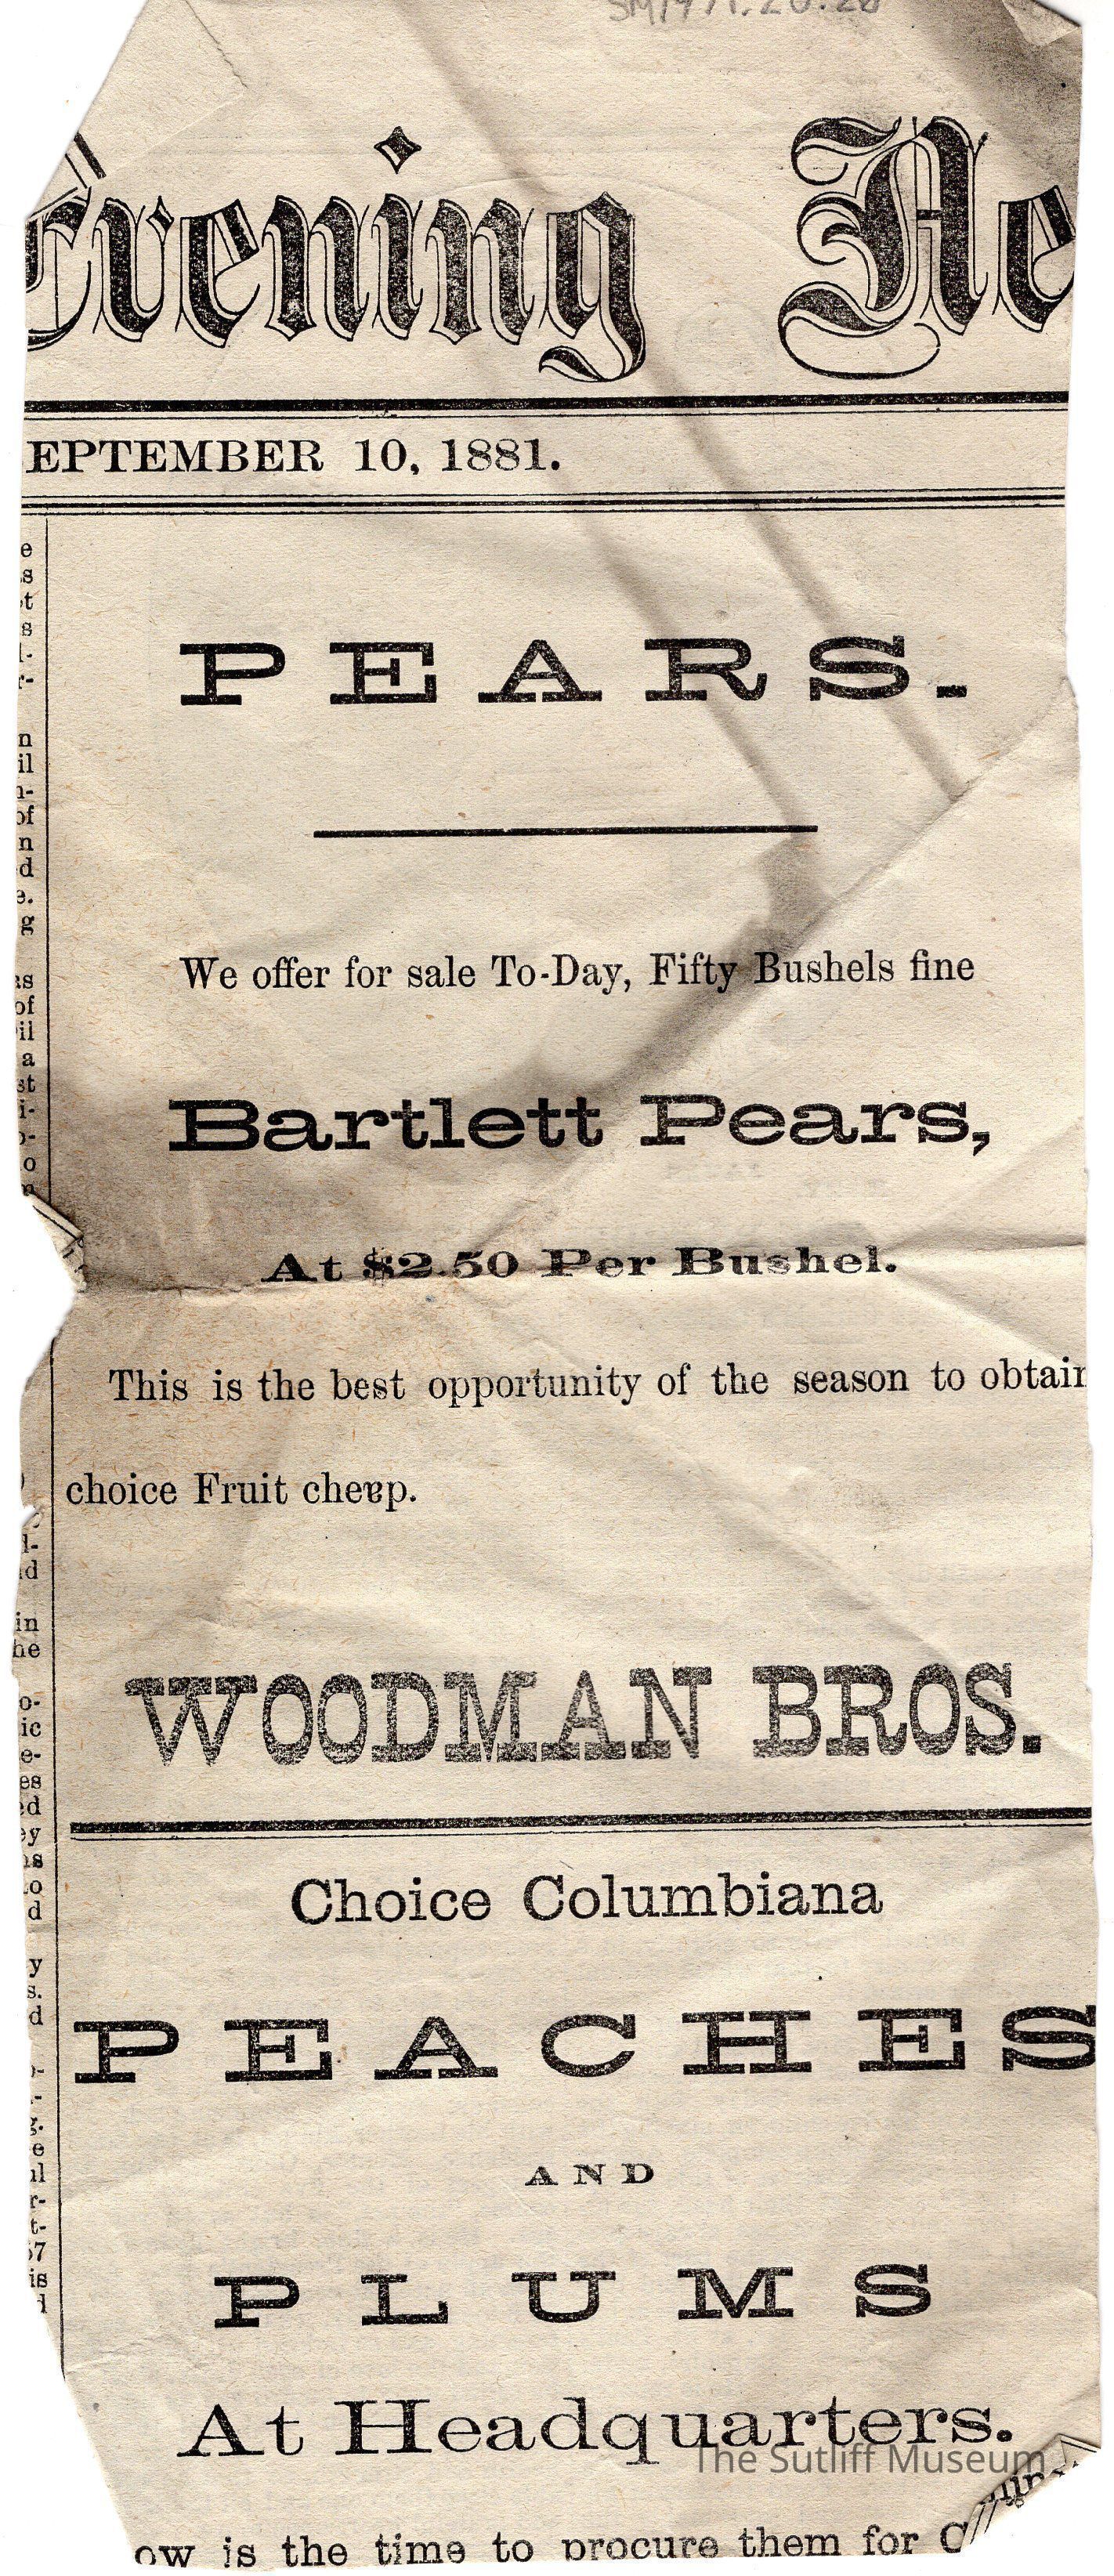 Evening Ne
EPTEMBER 10, 1881.
PEARS.
We offer for sale To-Day, Fifty Bushels fine
Bartlett Pears,
At $2.50 Per Bushel.
This is the best opportunity of the season to obtain
choice Fruit cheap.
WOODMAN BROS.
Choice Columbiana
PEACHES
AND
PLUMS
At Headquarters.
The Sutliff Museum
ow is the time to procure them for C